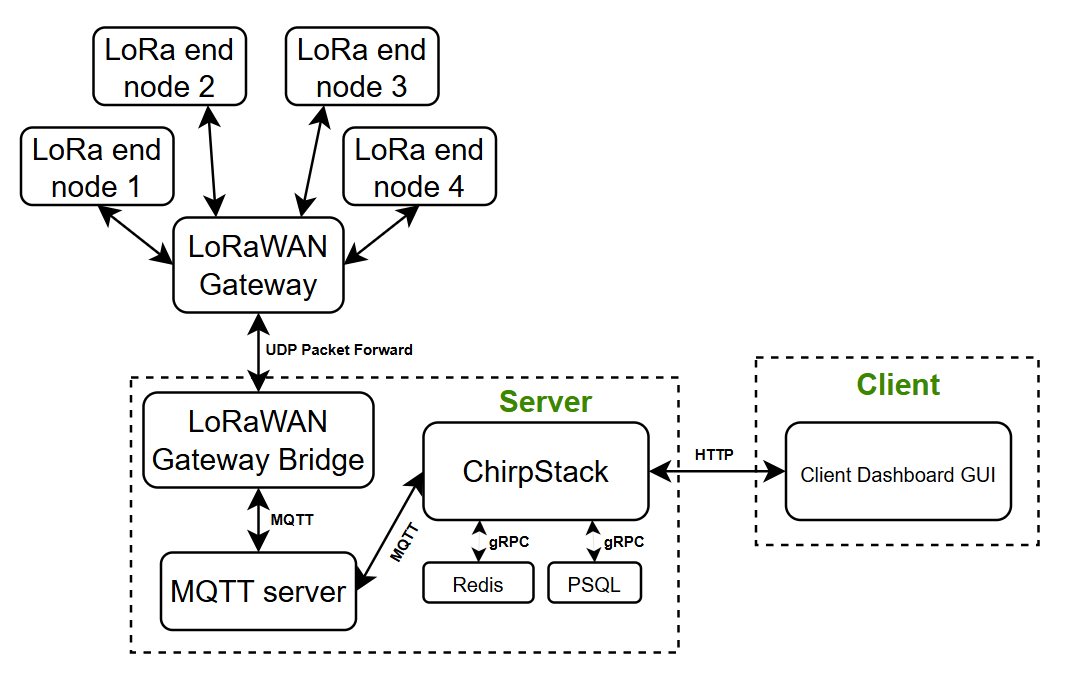 LoRa end
node 2
LoRa end
node 3
LoRa end
node 1
LoRa end
node 4
LoRaWAN
Gateway
UDP Packet Forward
Server
Client
LoRaWAN
Gateway Bridge
ChirpStack
HTTP
Client Dashboard GUI
MQTT
MQTT
gRPC
gRPC
MQTT server
Redis
PSQL